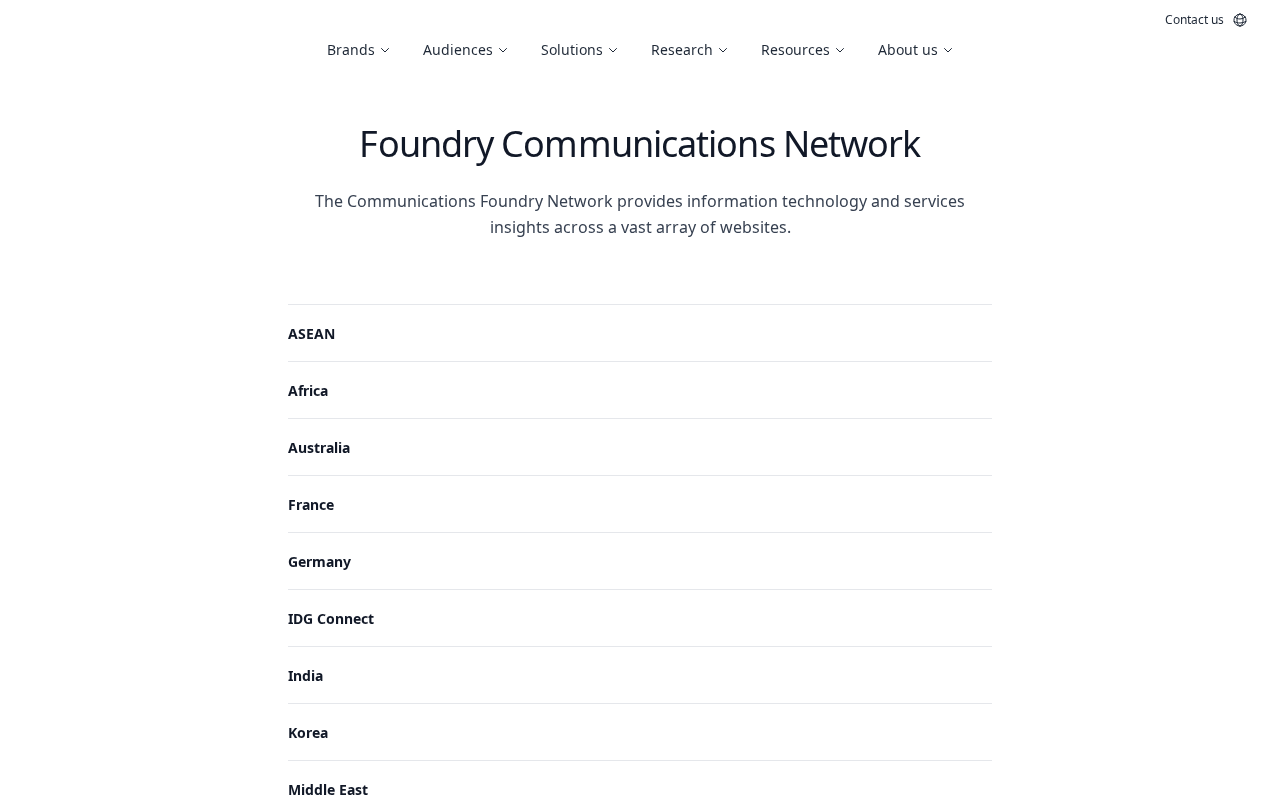 Contact us
Brands
Audiences
Solutions
Research
Resources
About us
Foundry Communications Network
The Communications Foundry Network provides information technology and services
insights across a vast array of websites.
ASEAN
Africa
Australia
France
Germany
IDG Connect
India
Korea
Middle East